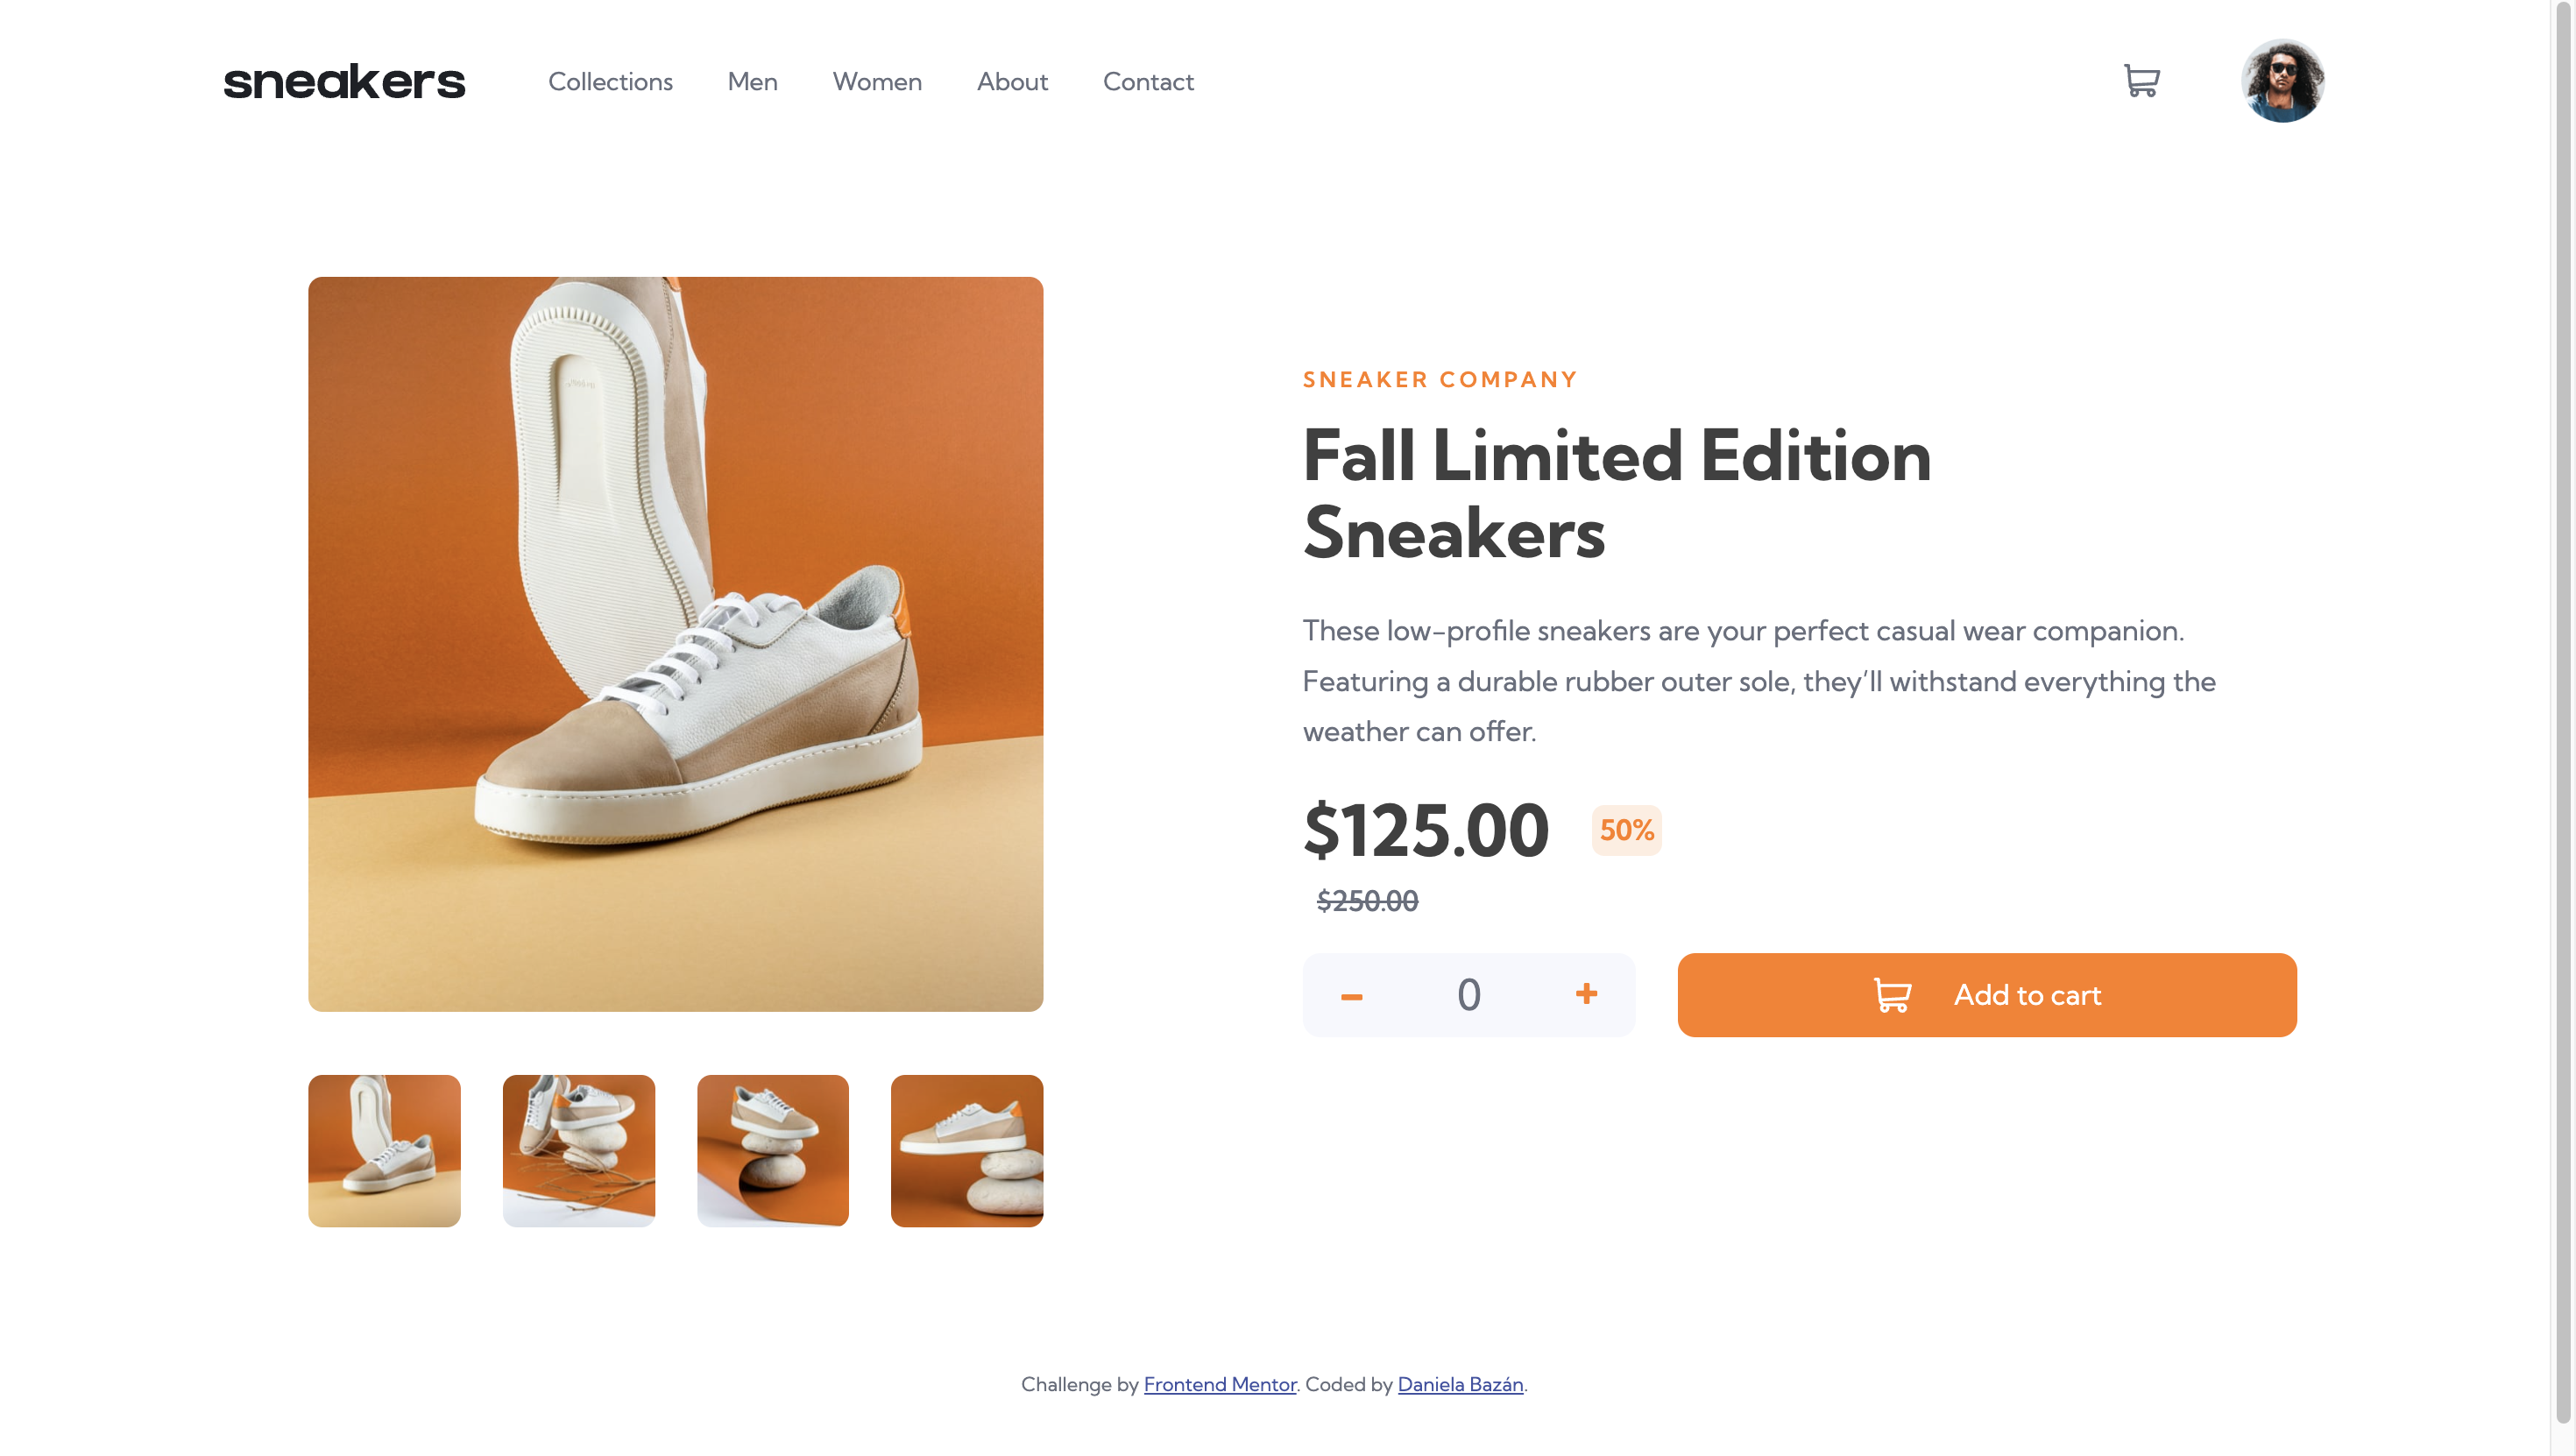 sneakers
Collections
Men
Women
About
Contact
SNEAKER COMPANY
Fall Limited Edition
Sneakers
These low-profile sneakers are your perfect casual wear companion.
Featuring a durable rubber outer sole, they’ll withstand everything the
weather can offer.
$125.00
50%
$250.00
0
Add to cart
Challenge by Frontend Mentor. Coded by Daniela Bazán.